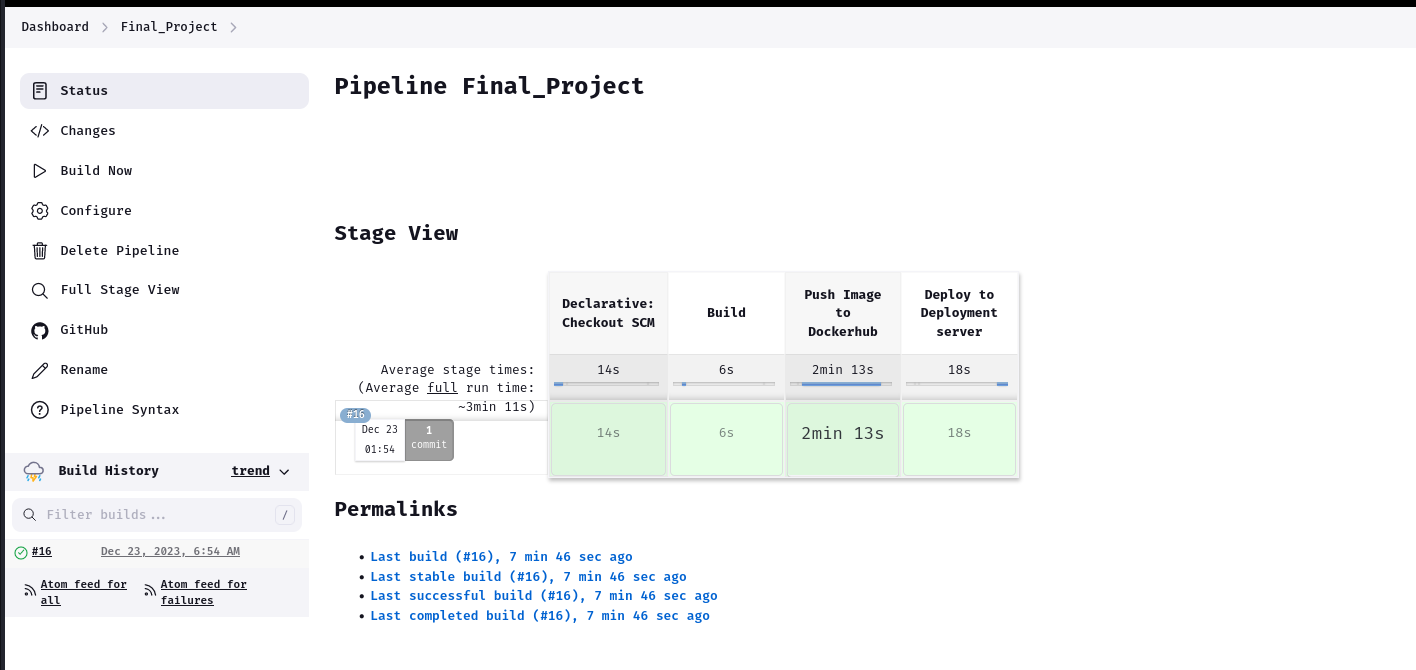 Dashboard > Final_Project >
Status
Changes
Build Now
Configure
Delete Pipeline
Full Stage View
GitHub
Rename
Pipeline Syntax
Build History trend
Filter builds... /
#16 Dec 23, 2023, 6:54 AM
Atom feed for
all
Atom feed for
failures
Pipeline Final_Project
Stage View
Declarative:
Checkout SCM
Build
Push Image
to
Dockerhub
Deploy to
Deployment
server
Average stage times:
(Average full run time:
~3min 11s)
14s 6s 2min 13s 18s
#16
Dec 23
01:54
1
commit
14s 6s 2min 13s 18s
Permalinks
• Last build (#16), 7 min 46 sec ago
• Last stable build (#16), 7 min 46 sec ago
• Last successful build (#16), 7 min 46 sec ago
• Last completed build (#16), 7 min 46 sec ago